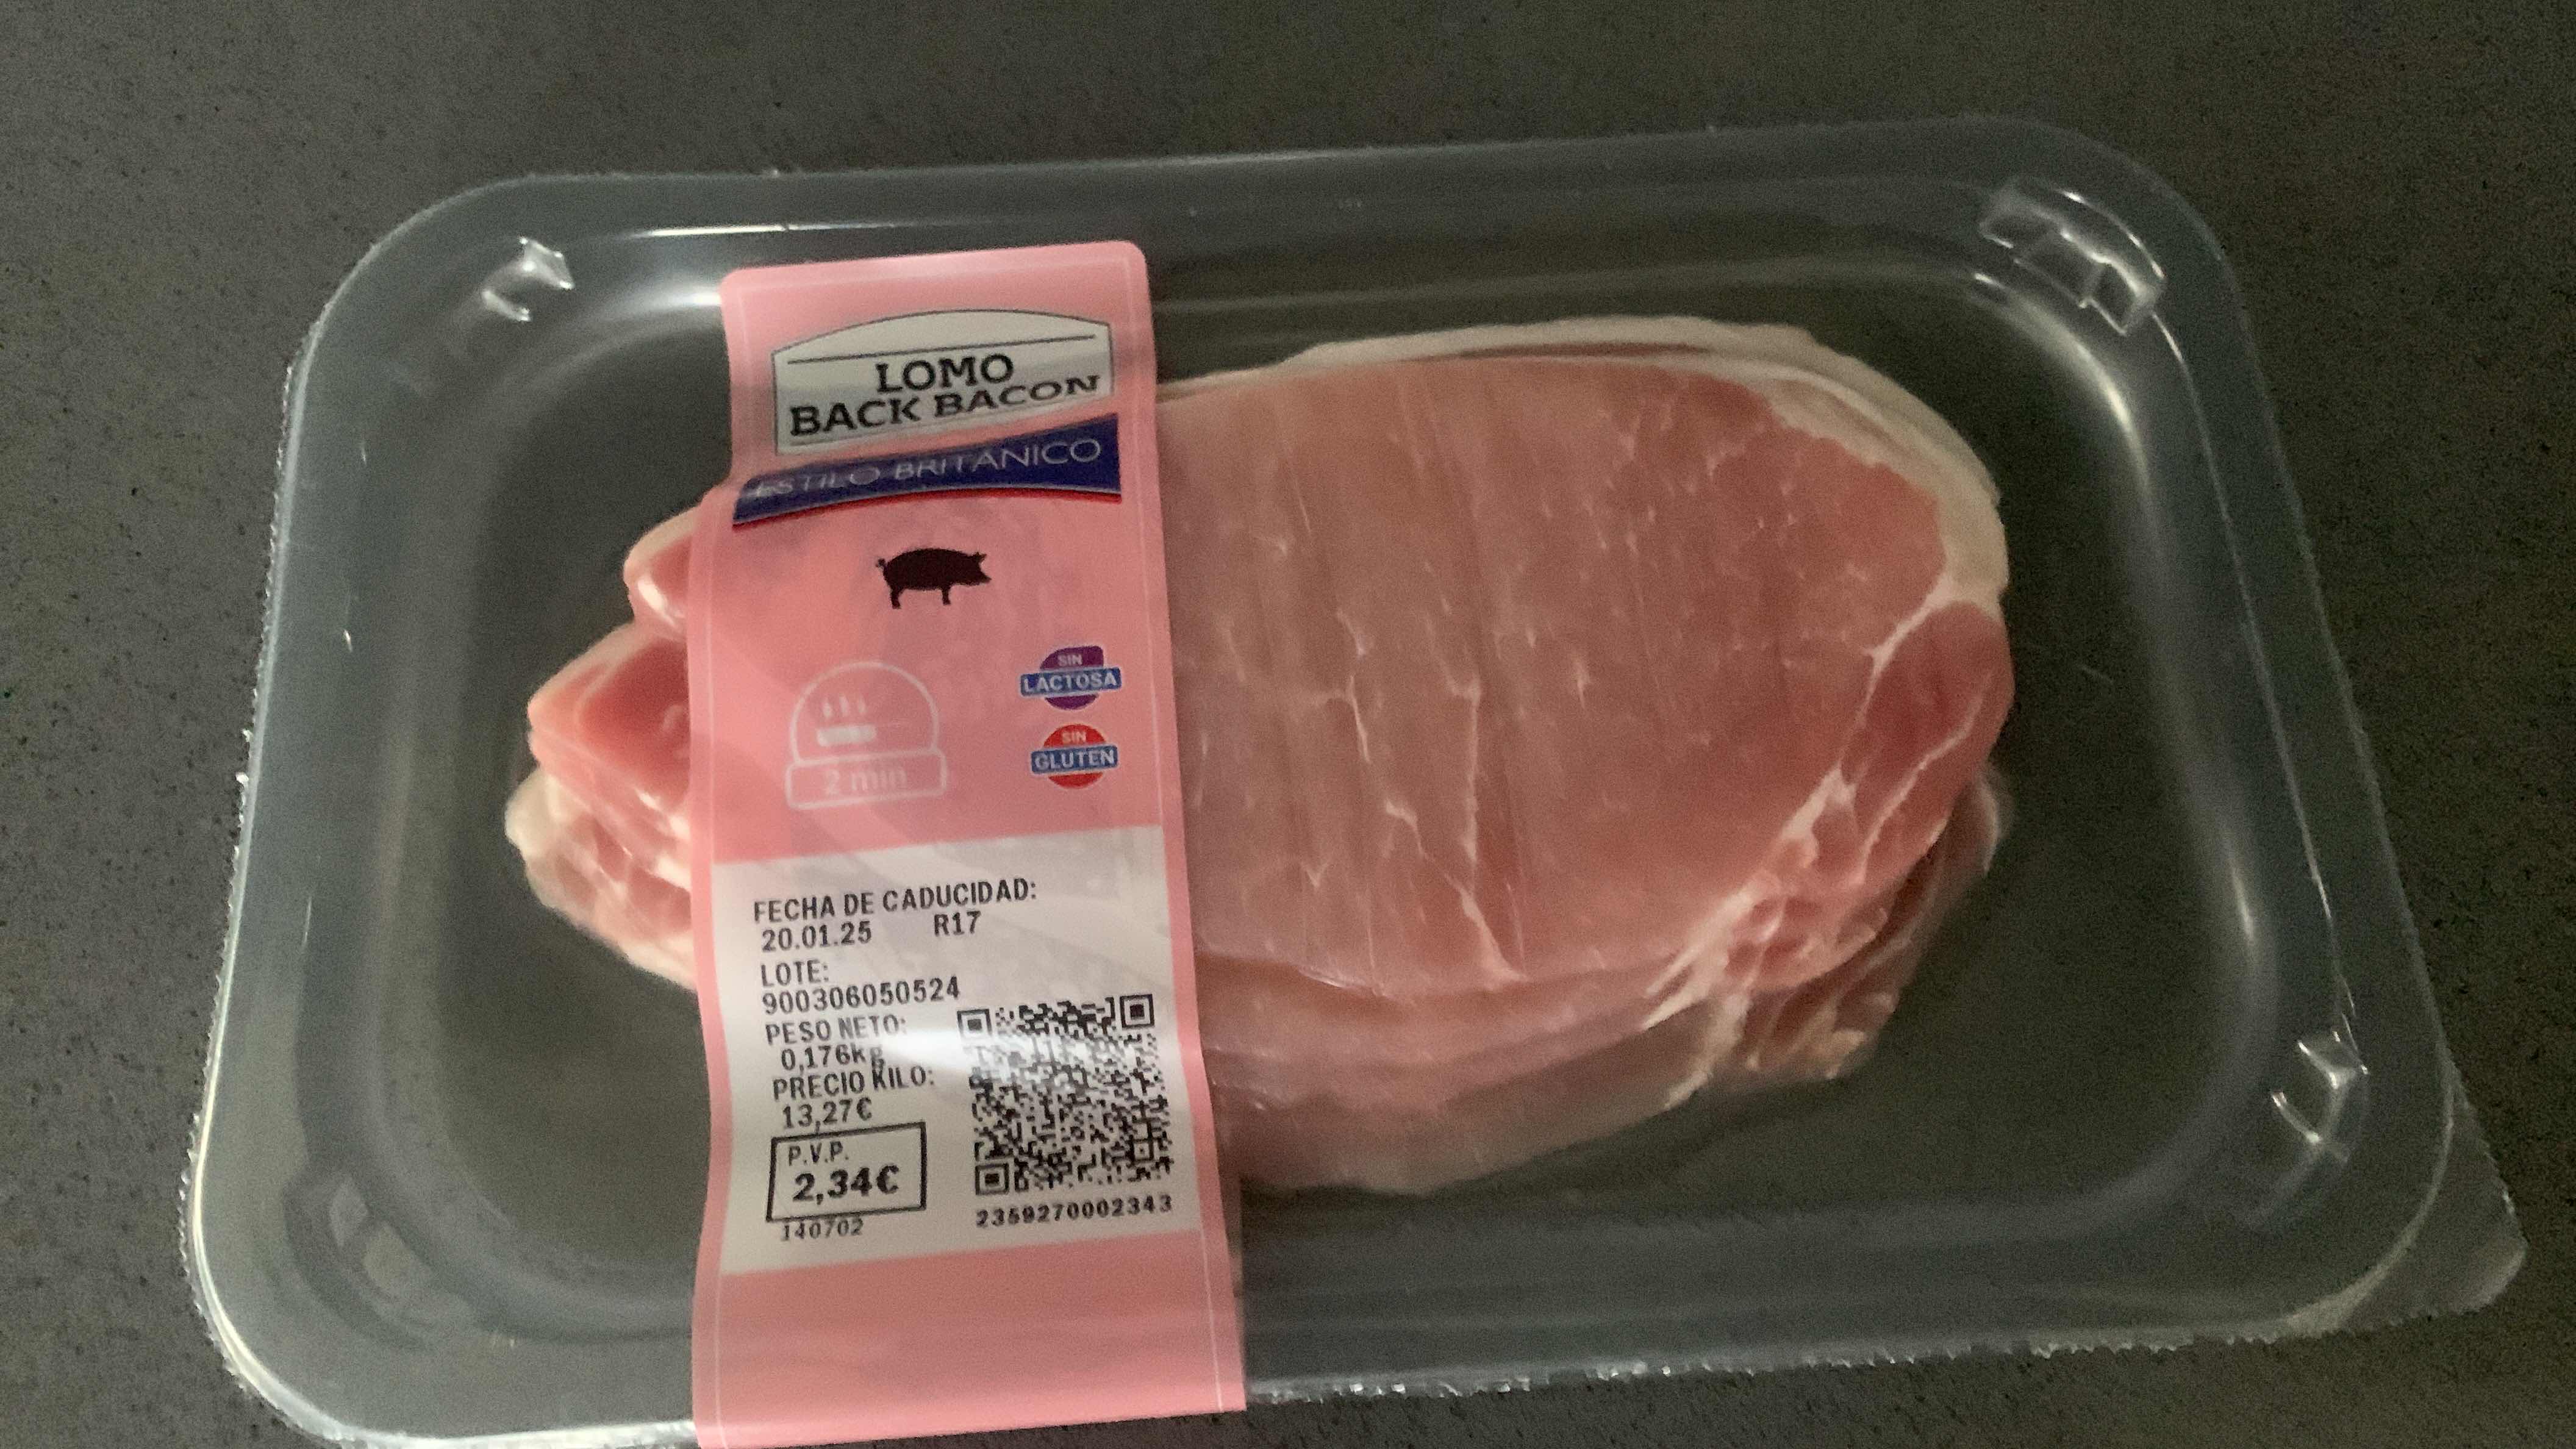 LOMO
BACK BACON
ESTILO BRITÁNICO
SIN
LACTOSA
SIN
GLUTEN
2 min
FECHA DE CADUCIDAD:
20.01.25 R17
LOTE:
900306050524
PESO NETO:
0,176kg
PRECIO KILO:
13,27€
P.V.P.
2,34€
140702
2359270002343